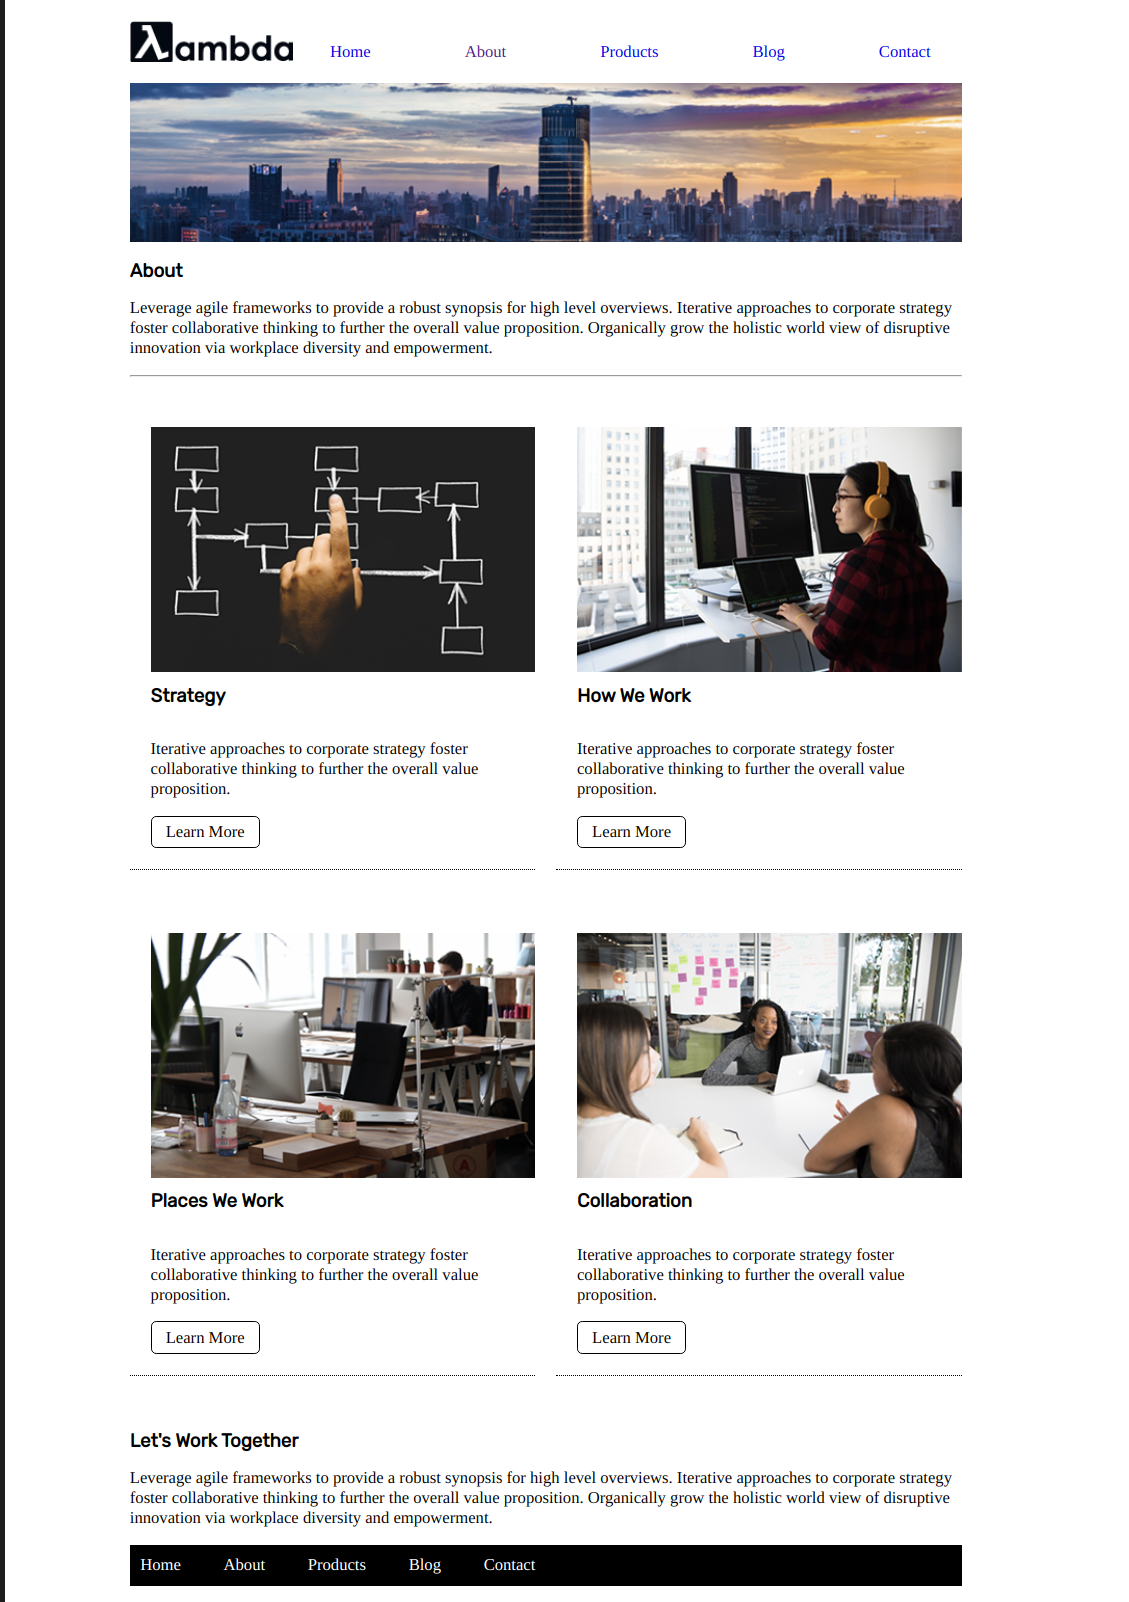 λambda
Home About Products Blog Contact
About
Leverage agile frameworks to provide a robust synopsis for high level overviews. Iterative approaches to corporate strategy
foster collaborative thinking to further the overall value proposition. Organically grow the holistic world view of disruptive
innovation via workplace diversity and empowerment.
Strategy
Iterative approaches to corporate strategy foster
collaborative thinking to further the overall value
proposition.
Learn More
How We Work
Iterative approaches to corporate strategy foster
collaborative thinking to further the overall value
proposition.
Learn More
Places We Work
Iterative approaches to corporate strategy foster
collaborative thinking to further the overall value
proposition.
Learn More
Collaboration
Iterative approaches to corporate strategy foster
collaborative thinking to further the overall value
proposition.
Learn More
Let's Work Together
Leverage agile frameworks to provide a robust synopsis for high level overviews. Iterative approaches to corporate strategy
foster collaborative thinking to further the overall value proposition. Organically grow the holistic world view of disruptive
innovation via workplace diversity and empowerment.
Home About Products Blog Contact